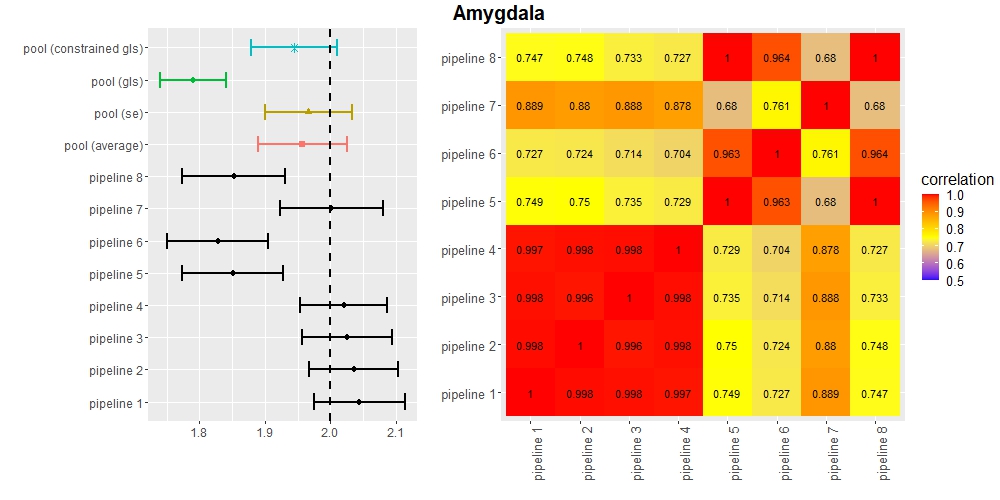 Amygdala
pool (constrained gls)
pool (gls)
pool (se)
pool (average)
pipeline 8
pipeline 7
pipeline 6
pipeline 5
pipeline 4
pipeline 3
pipeline 2
pipeline 1
1.8 1.9 2.0 2.1
pipeline 8 0.747 0.748 0.733 0.727 1 0.964 0.68 1
pipeline 7 0.889 0.88 0.888 0.878 0.68 0.761 1 0.68
pipeline 6 0.727 0.724 0.714 0.704 0.963 1 0.761 0.964
pipeline 5 0.749 0.75 0.735 0.729 1 0.963 0.68 1
pipeline 4 0.997 0.998 0.998 1 0.729 0.704 0.878 0.727
pipeline 3 0.998 0.996 1 0.998 0.735 0.714 0.888 0.733
pipeline 2 0.998 1 0.996 0.998 0.75 0.724 0.88 0.748
pipeline 1 1 0.998 0.998 0.997 0.749 0.727 0.889 0.747
pipeline 1
pipeline 2
pipeline 3
pipeline 4
pipeline 5
pipeline 6
pipeline 7
pipeline 8
correlation
1.0
0.9
0.8
0.7
0.6
0.5